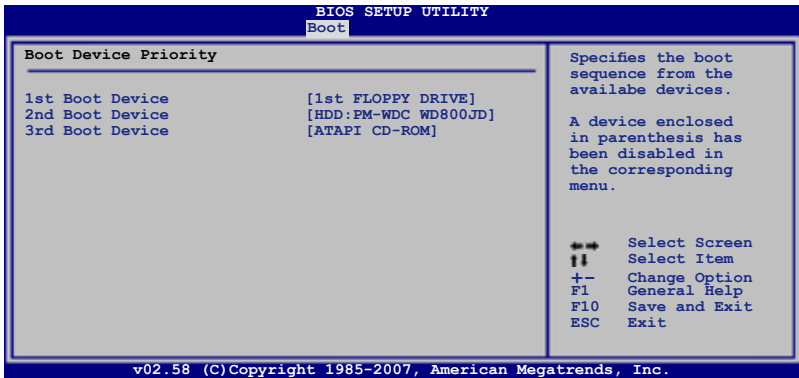 BIOS SETUP UTILITY
Boot
Boot Device Priority
1st Boot Device [1st FLOPPY DRIVE]
2nd Boot Device [HDD:PM-WDC WD800JD]
3rd Boot Device [ATAPI CD-ROM]
Specifies the boot
sequence from the
availabe devices.
A device enclosed
in parenthesis has
been disabled in
the corresponding
menu.
←→ Select Screen
↑↓ Select Item
+- Change Option
F1 General Help
F10 Save and Exit
ESC Exit
v02.58 (C)Copyright 1985-2007, American Megatrends, Inc.